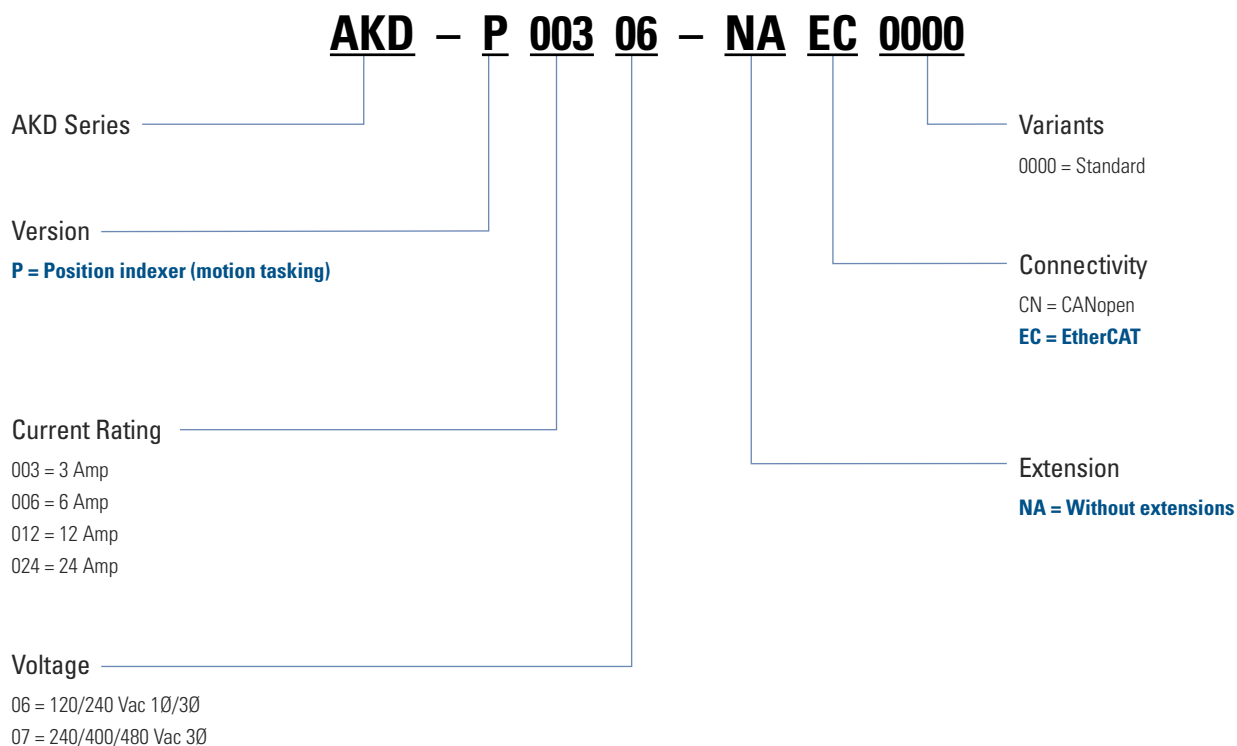 AKD – P 003 06 – NA EC 0000
AKD Series
Version
P = Position indexer (motion tasking)
Current Rating
003 = 3 Amp
006 = 6 Amp
012 = 12 Amp
024 = 24 Amp
Voltage
06 = 120/240 Vac 1Ø/3Ø
07 = 240/400/480 Vac 3Ø
Variants
0000 = Standard
Connectivity
CN = CANopen
EC = EtherCAT
Extension
NA = Without extensions